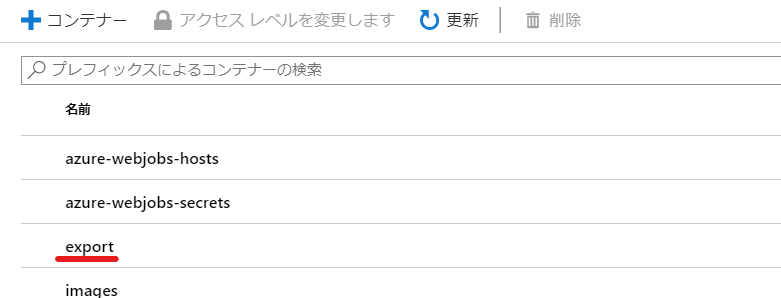 コンテナー アクセス レベルを変更します 更新 削除
プレフィックスによるコンテナーの検索
名前
azure-webjobs-hosts
azure-webjobs-secrets
export
images